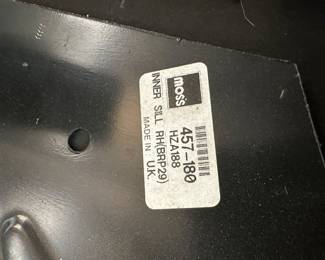 moss
457-180
HZA188
INNER SILL RH(BRP29)
MADE IN U.K.